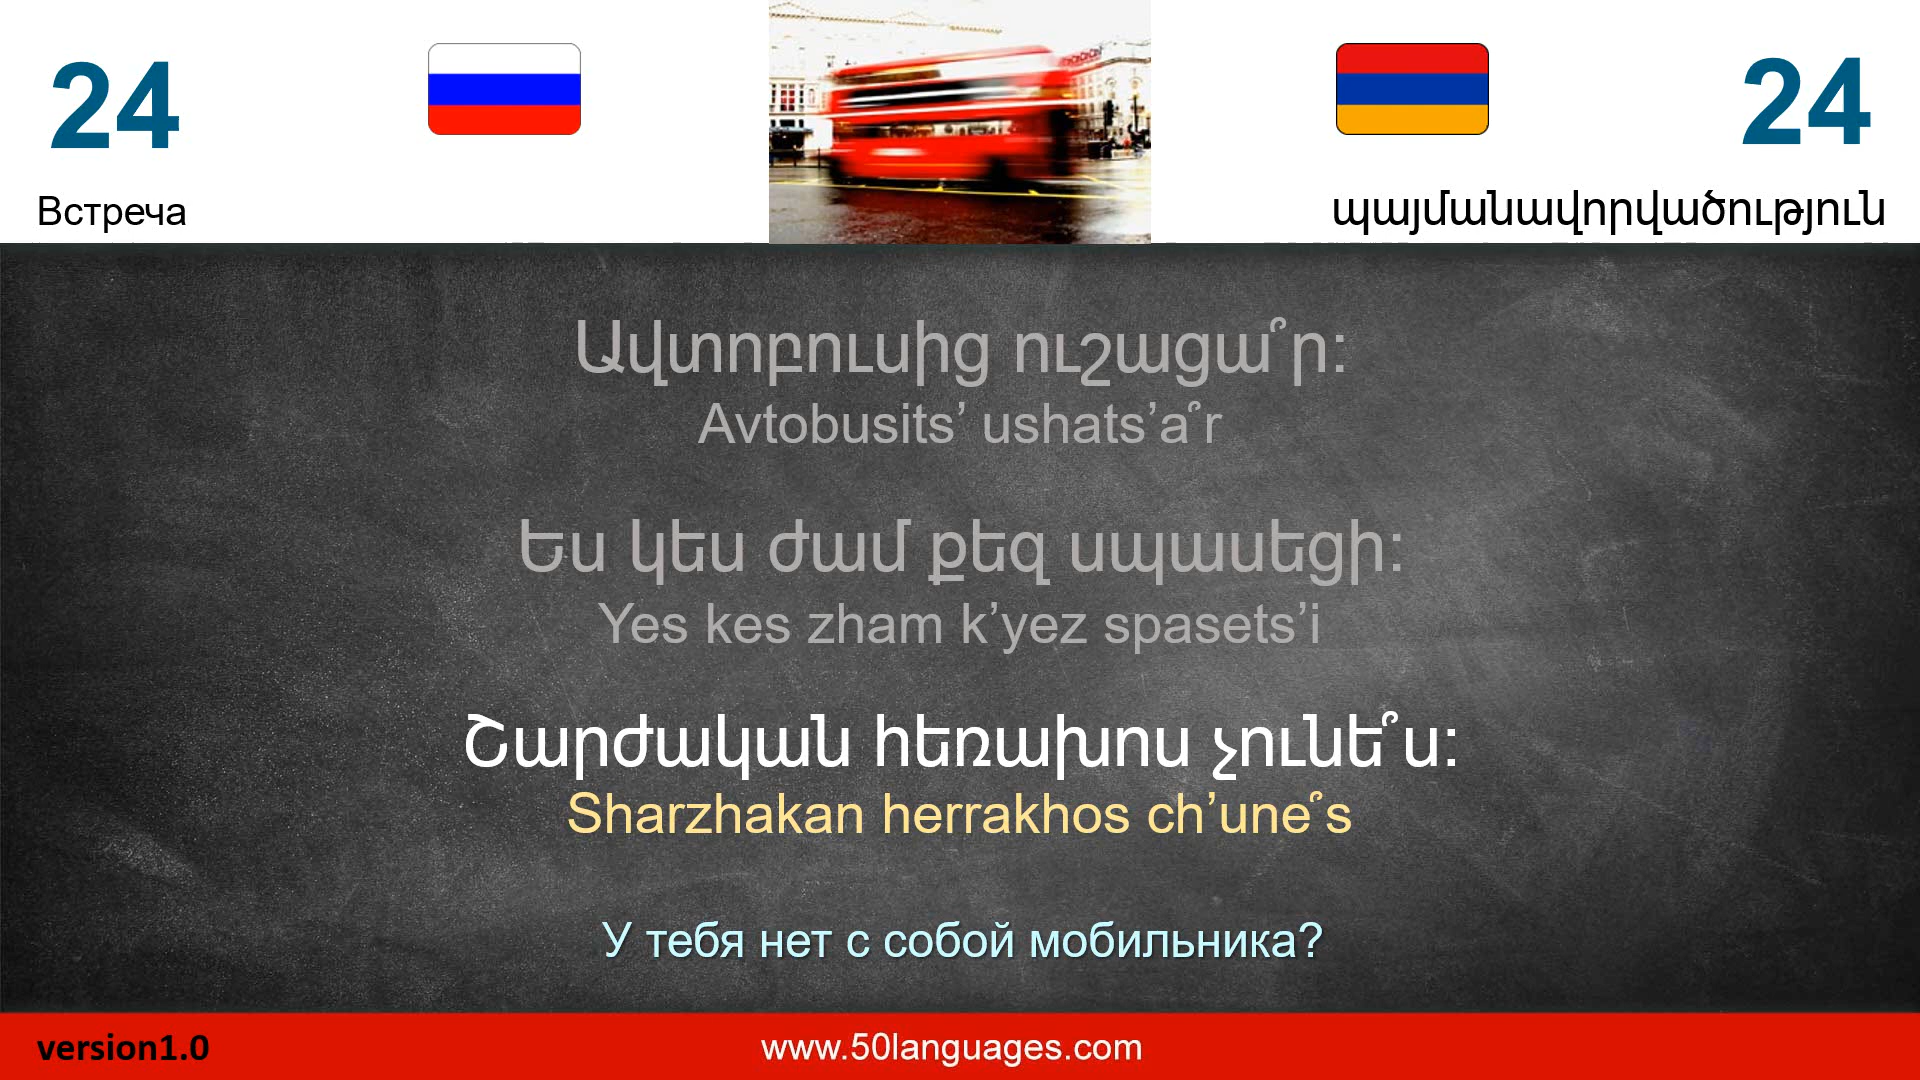 24
24
Встреча
պայմանավորվածություն
Ավտոբուսից ուշացա՞ր:
Avtobusits’ ushats’a՞r
Ես կես ժամ քեզ սպասեցի:
Yes kes zham k’yez spasets’i
Շարժական հեռախոս չունե՞ս:
Sharzhakan herrakhos ch’une՞s
У тебя нет с собой мобильника?
version1.0
www.50languages.com